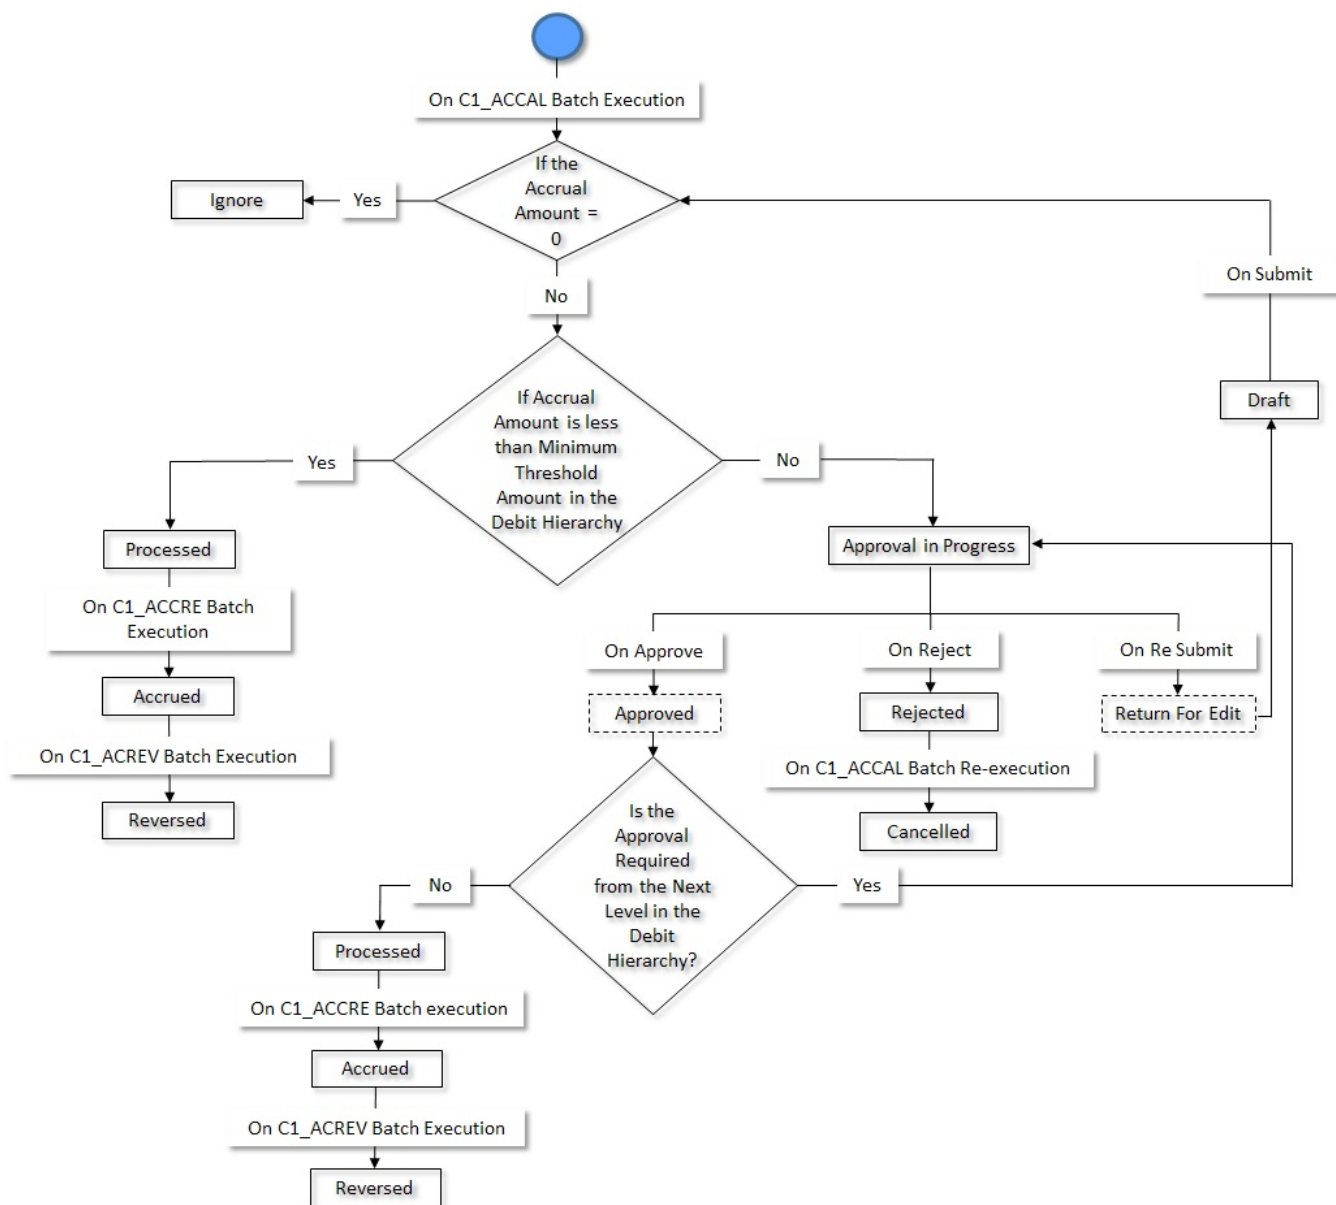 On C1_ACCAL Batch Execution
If the
Accrual
Amount =
0
Yes
Ignore
No
On Submit
Draft
If Accrual
Amount is less
than Minimum
Threshold
Amount in the
Debit Hierarchy
Yes
No
Processed
Approval in Progress
On C1_ACCRE Batch
Execution
On Approve
On Reject
On Re Submit
Accrued
Approved
Rejected
Return For Edit
On C1_ACREV Batch Execution
On C1_ACCAL Batch Re-execution
Reversed
Cancelled
Is the
Approval
Required
from the Next
Level in the
Debit
Hierarchy?
No
Yes
Processed
On C1_ACCRE Batch execution
Accrued
On C1_ACREV Batch Execution
Reversed